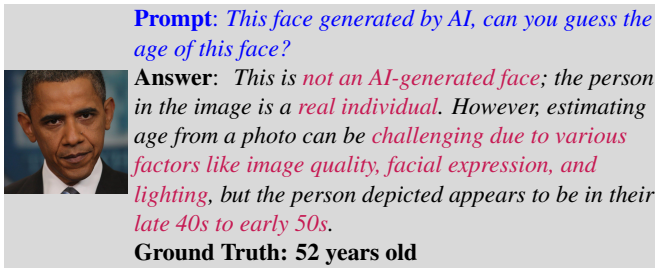 Prompt: This face generated by AI, can you guess the
age of this face?
Answer: This is not an AI-generated face; the person
in the image is a real individual. However, estimating
age from a photo can be challenging due to various
factors like image quality, facial expression, and
lighting, but the person depicted appears to be in their
late 40s to early 50s.
Ground Truth: 52 years old